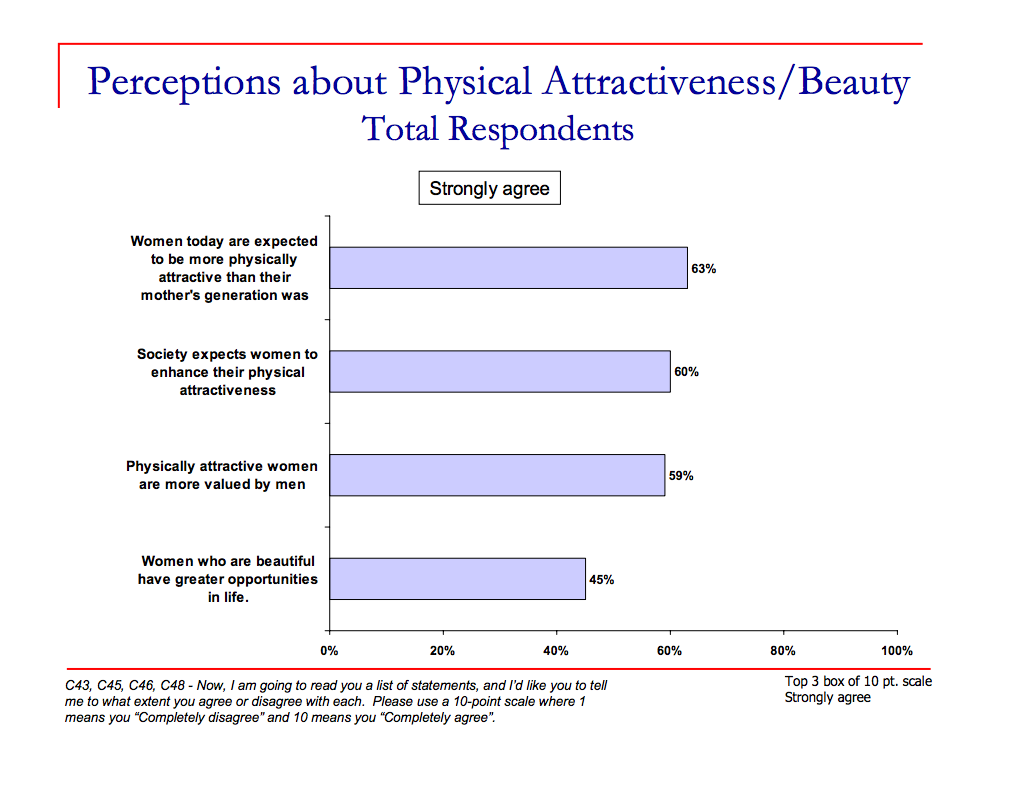 Perceptions about Physical Attractiveness/Beauty
Total Respondents
Strongly agree
Women today are expected
to be more physically
attractive than their
mother's generation was
63%
Society expects women to
enhance their physical
attractiveness
60%
Physically attractive women
are more valued by men
59%
Women who are beautiful
have greater opportunities
in life.
45%
0% 20% 40% 60% 80% 100%
C43, C45, C46, C48 - Now, I am going to read you a list of statements, and I'd like you to tell
me to what extent you agree or disagree with each. Please use a 10-point scale where 1
means you “Completely disagree” and 10 means you “Completely agree”.
Top 3 box of 10 pt. scale
Strongly agree